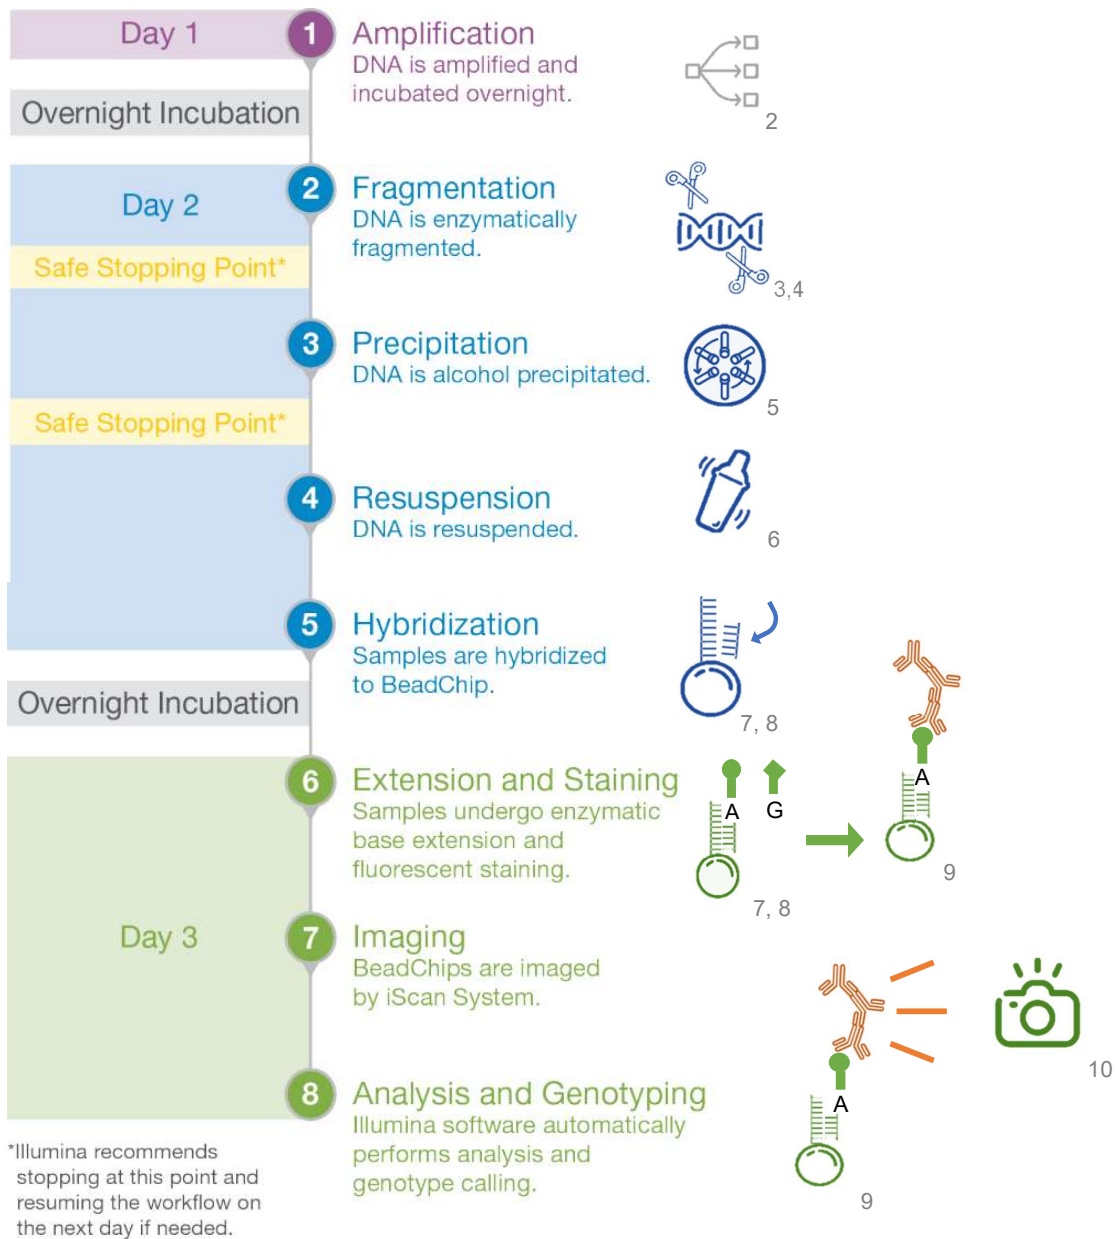 Day 1
1
Amplification
DNA is amplified and
incubated overnight.
2
Overnight Incubation
Day 2
2
Fragmentation
DNA is enzymatically
fragmented.
3,4
Safe Stopping Point*
3
Precipitation
DNA is alcohol precipitated.
5
Safe Stopping Point*
4
Resuspension
DNA is resuspended.
6
5
Hybridization
Samples are hybridized
to BeadChip.
7, 8
Overnight Incubation
6
Extension and Staining
Samples undergo enzymatic
base extension and
fluorescent staining.
A
G
7, 8
A
9
Day 3
7
Imaging
BeadChips are imaged
by iScan System.
10
8
Analysis and Genotyping
Illumina software automatically
performs analysis and
genotype calling.
A
9
*Illumina recommends
stopping at this point and
resuming the workflow on
the next day if needed.